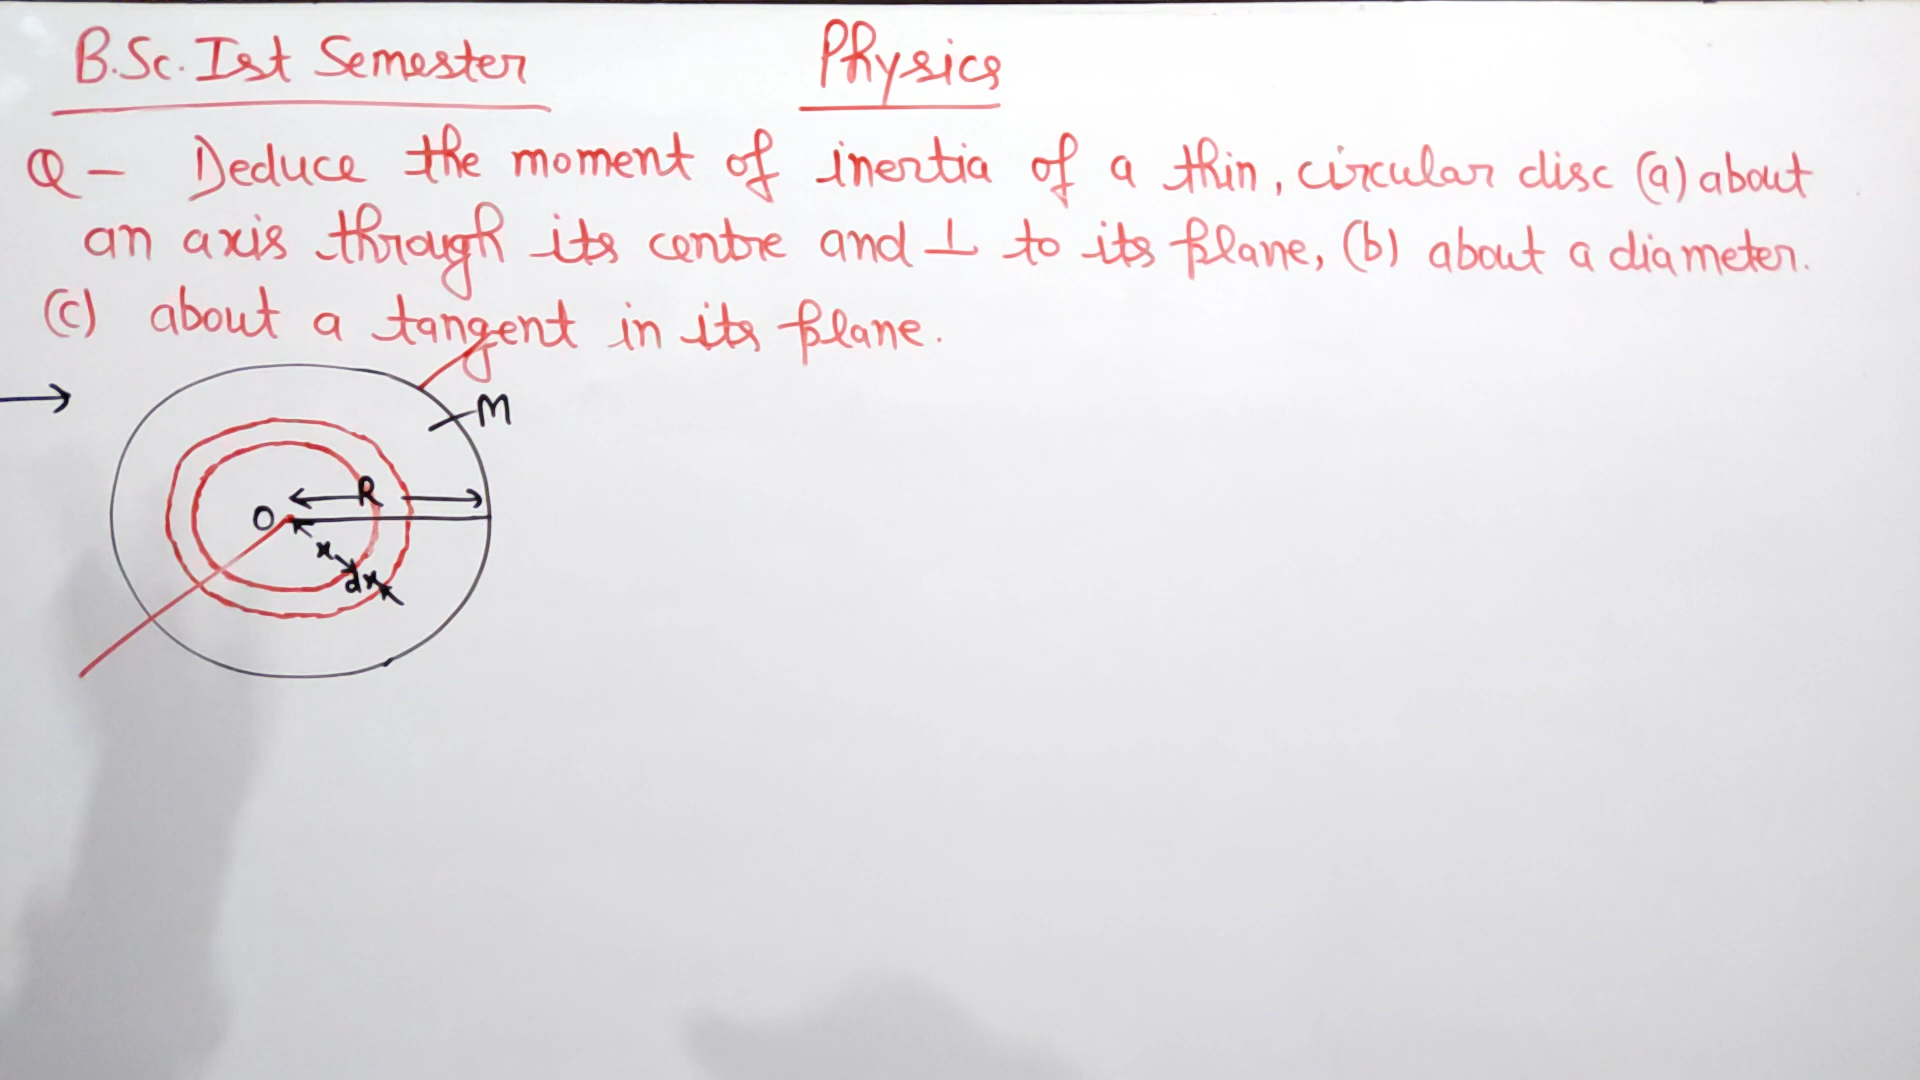 B.Sc. Ist Semester Physics
Q - Deduce the moment of inertia of a thin, circular disc (a) about
an axis through its centre and ⊥ to its plane, (b) about a diameter.
(c) about a tangent in its plane.
M
R
O
x
dx